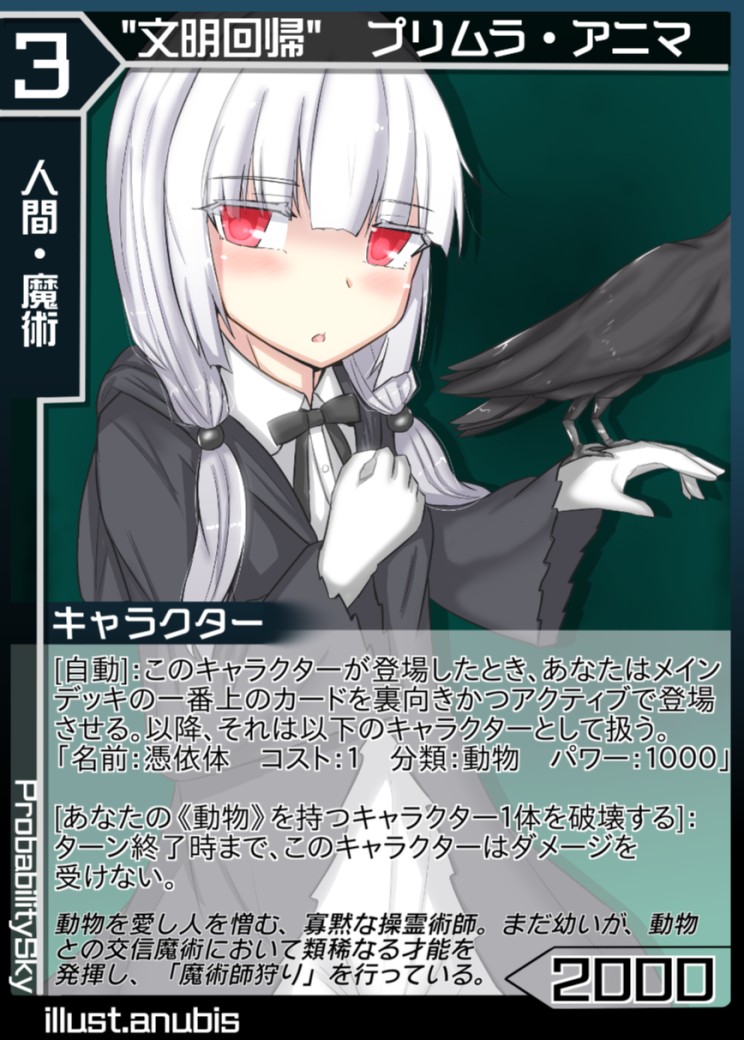 3
"文明回帰" プリムラ・アニマ
人間・魔術
キャラクター
[自動]:このキャラクターが登場したとき、あなたはメイン
デッキの一番上のカードを裏向きかつアクティブで登場
させる。以降、それは以下のキャラクターとして扱う。
「名前:憑依体 コスト:1 分類:動物 パワー:1000」
[あなたの《動物》を持つキャラクター1体を破壊する]:
ターン終了時まで、このキャラクターはダメージを
受けない。
動物を愛し人を憎む、寡黙な操霊術師。まだ幼いが、動物
との交信魔術において類稀なる才能を
発揮し、「魔術師狩り」を行っている。
2000
ProbabilitySky
illust.anubis